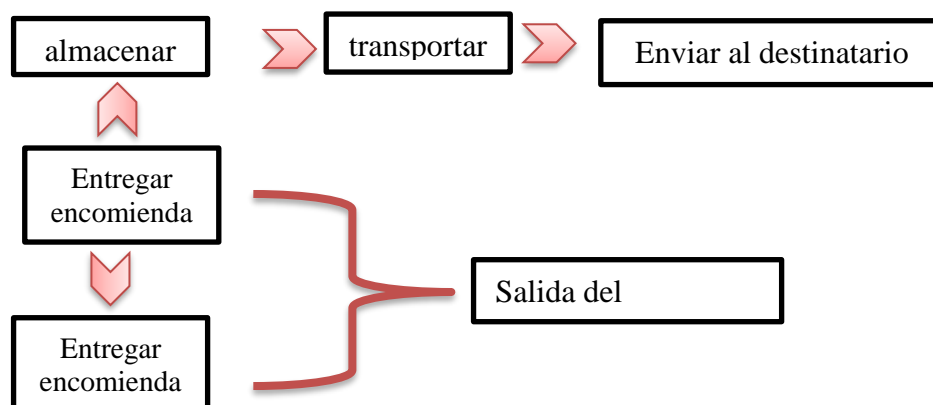 almacenar
transportar
Enviar al destinatario
Entregar
encomienda
Salida del
Entregar
encomienda